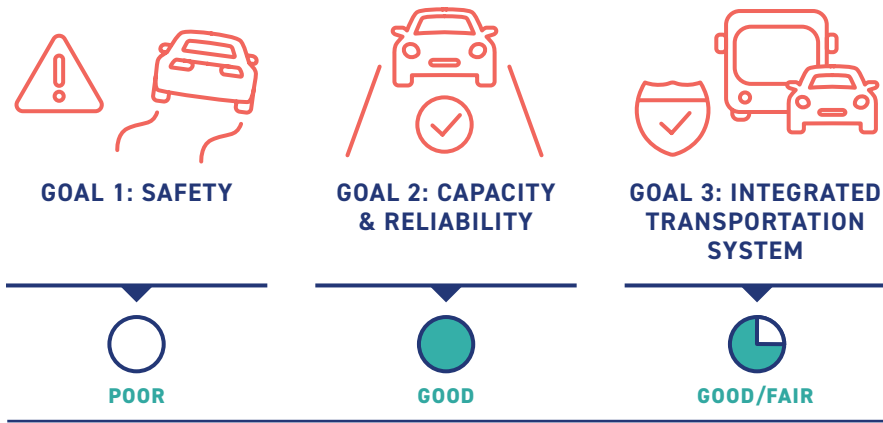 GOAL 1: SAFETY
GOAL 2: CAPACITY
& RELIABILITY
GOAL 3: INTEGRATED
TRANSPORTATION
SYSTEM
POOR
GOOD
GOOD/FAIR